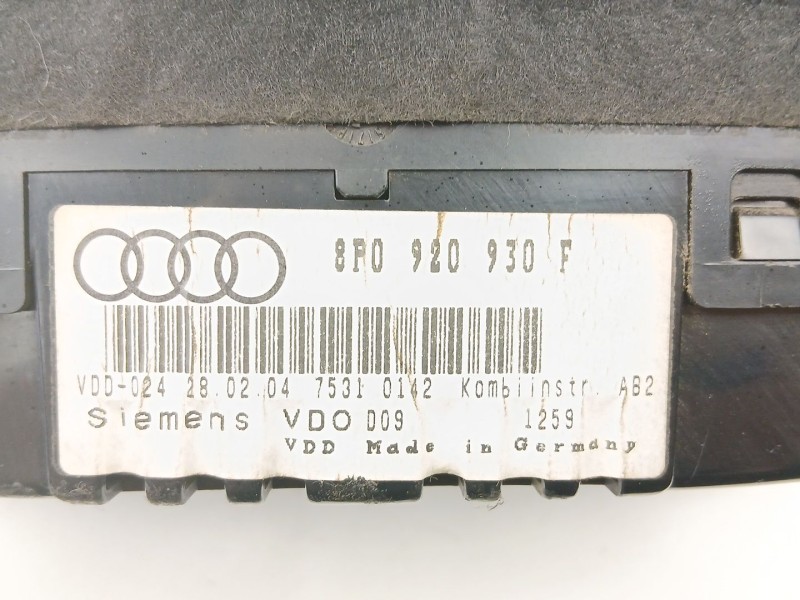 8P0 920 930 F
VDD-024 28.02.04 7531 0142 Kombiinstr. AB2
Siemens VDO D09 1259
VDD Made in Germany